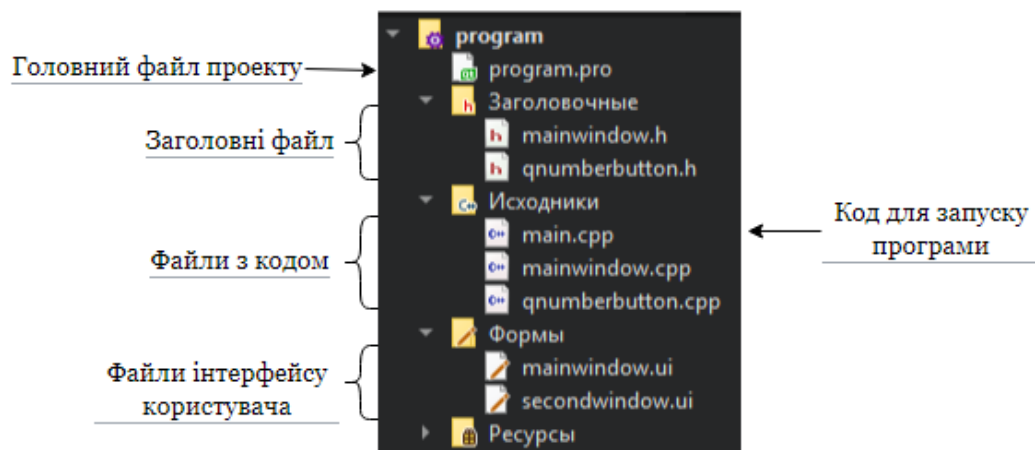 program
Головний файл проекту
program.pro
Заголовочные
Заголовні файл
mainwindow.h
qnumberbutton.h
Исходники
Код для запуску
програми
main.cpp
Файли з кодом
mainwindow.cpp
qnumberbutton.cpp
Формы
Файли інтерфейсу
користувача
mainwindow.ui
secondwindow.ui
Ресурсы